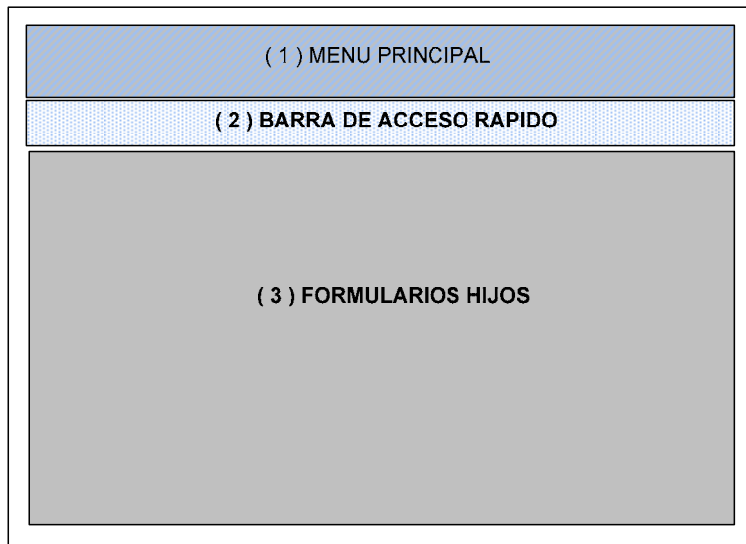 ( 1 ) MENU PRINCIPAL
( 2 ) BARRA DE ACCESO RAPIDO
( 3 ) FORMULARIOS HIJOS